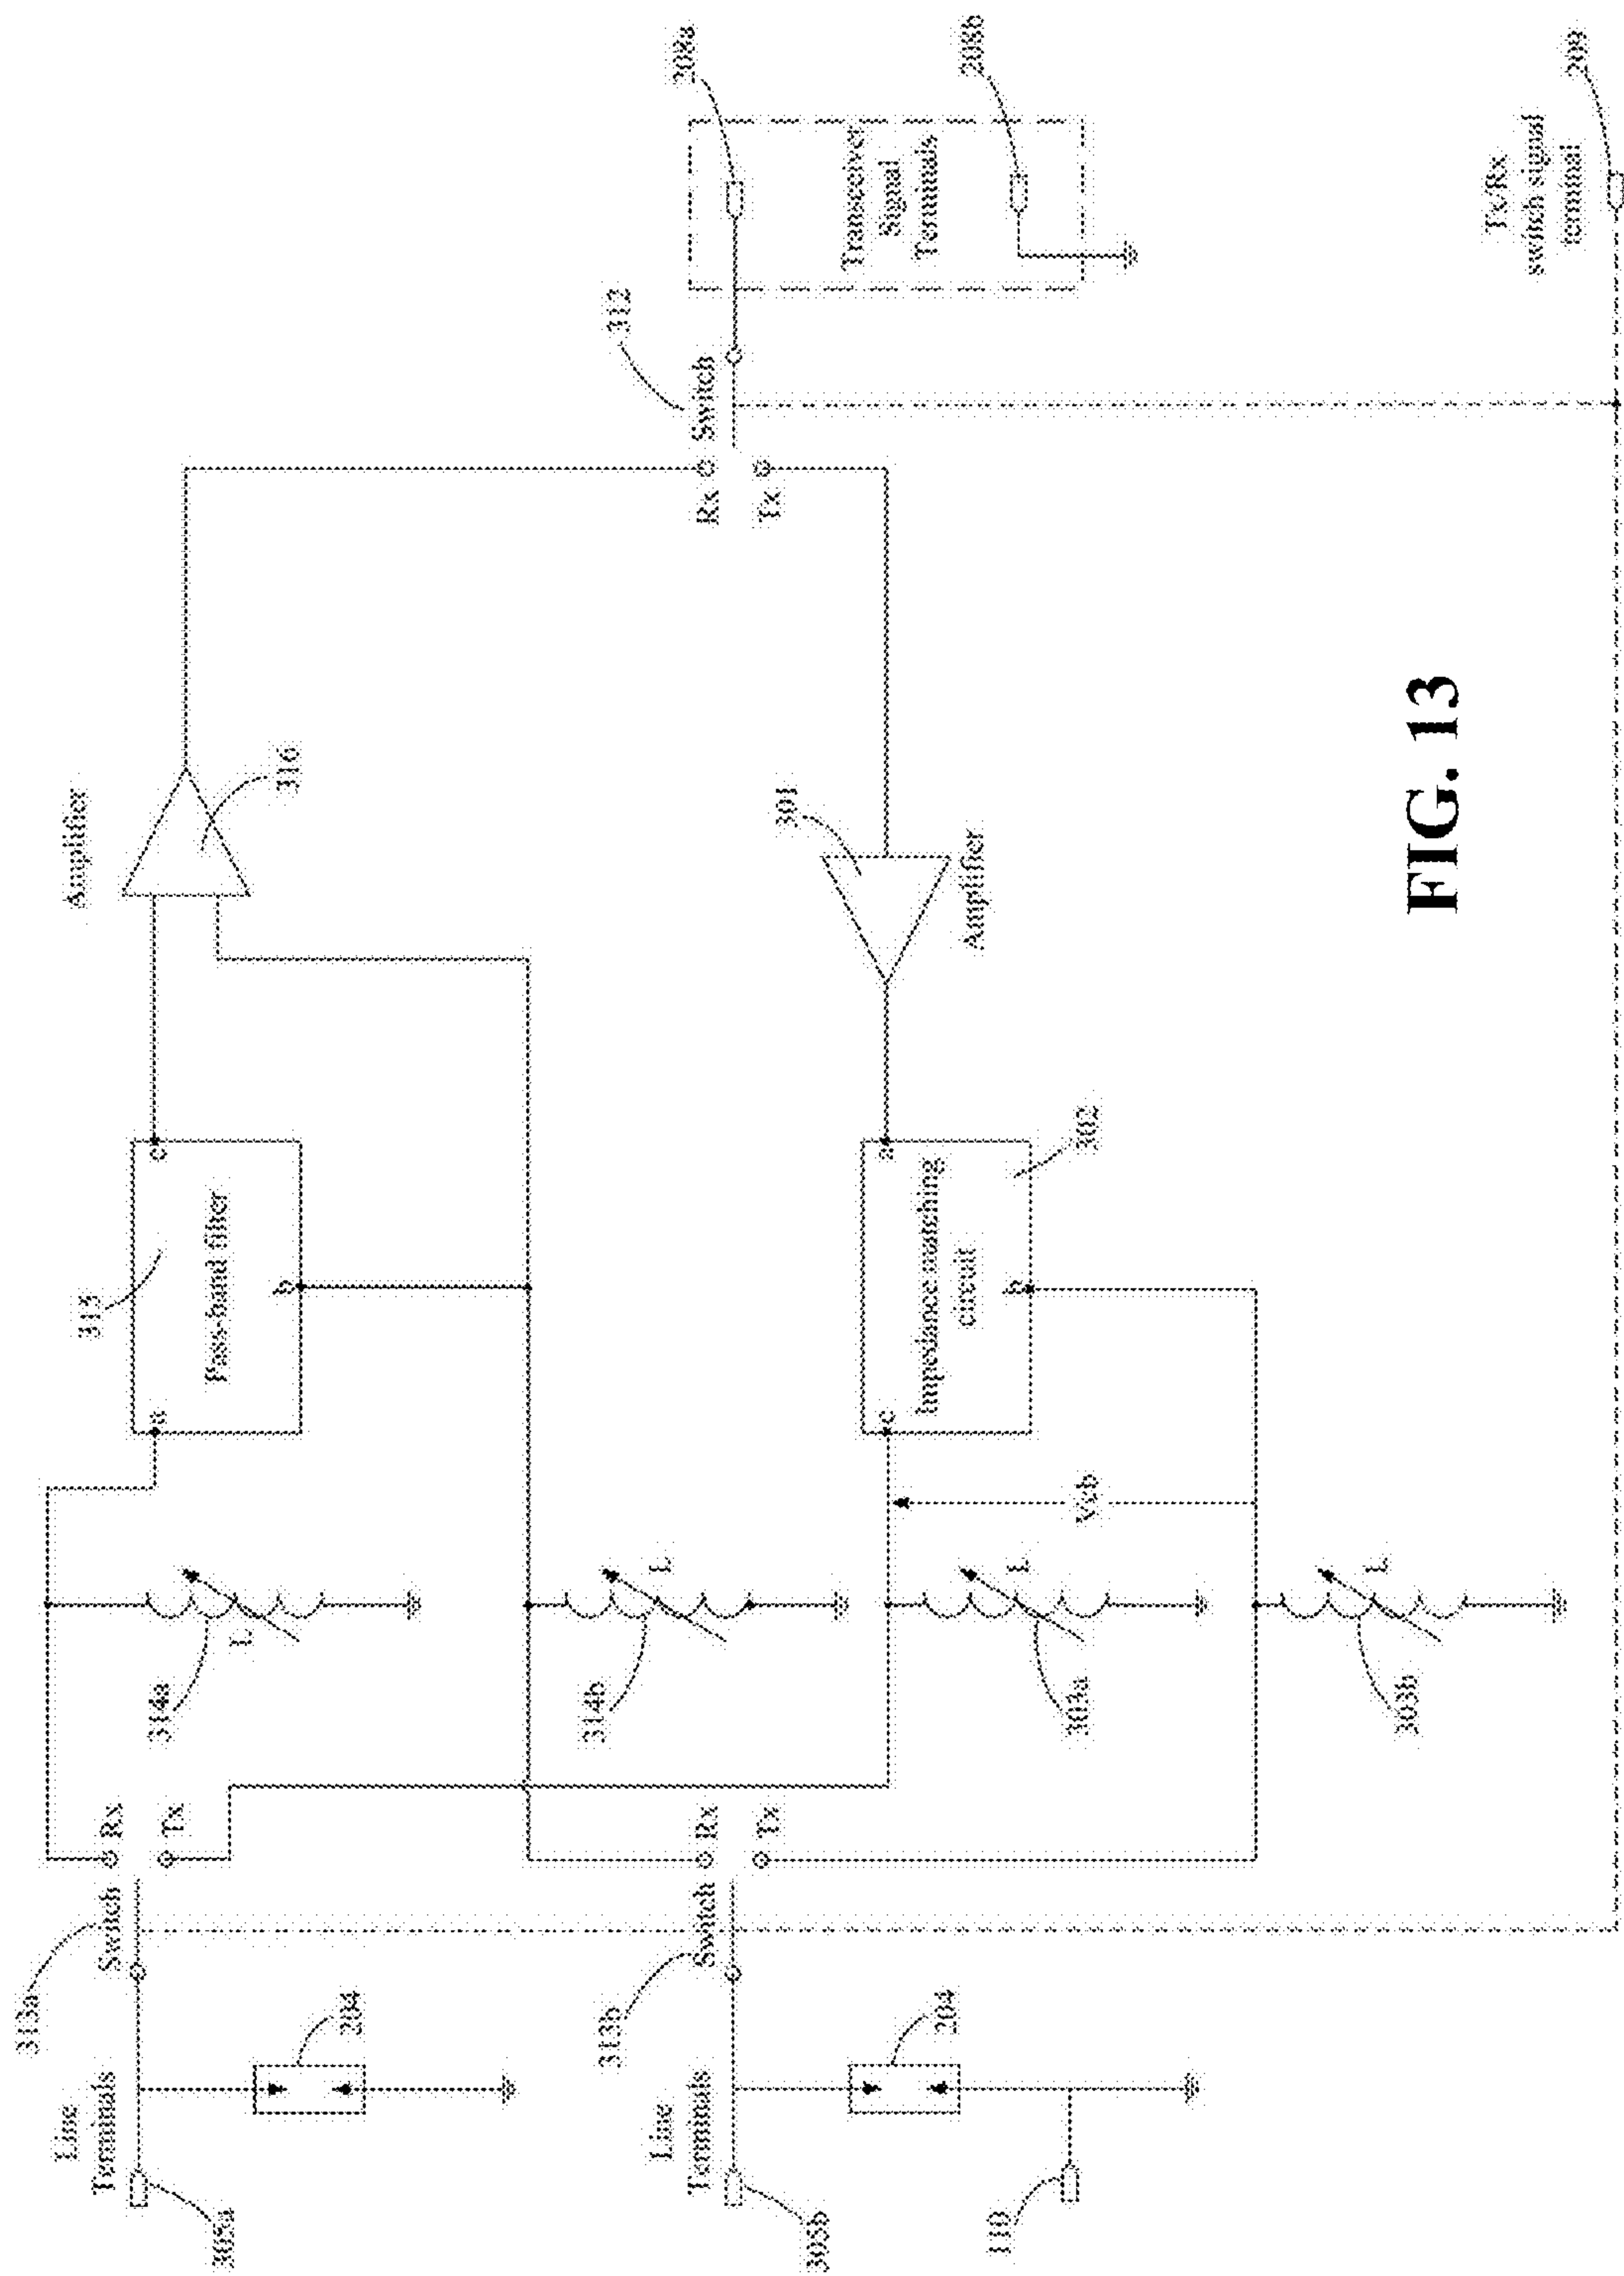 305a
Line
Terminals
204
313a
Switch
Rx
Tx
314a
L
315
a
Pass-band filter
b
c
Amplifier
316
305b
Line
Terminals
204
110
313b
Switch
Rx
Tx
314b
L
303a
L
303b
L
Vcb
c
Impedance matching
circuit
b
a
302
301
Amplifier
Rx
Tx
Switch
312
208a
Transceiver
Signal
Terminals
208b
Tx/Rx
switch signal
terminal
209
FIG. 13